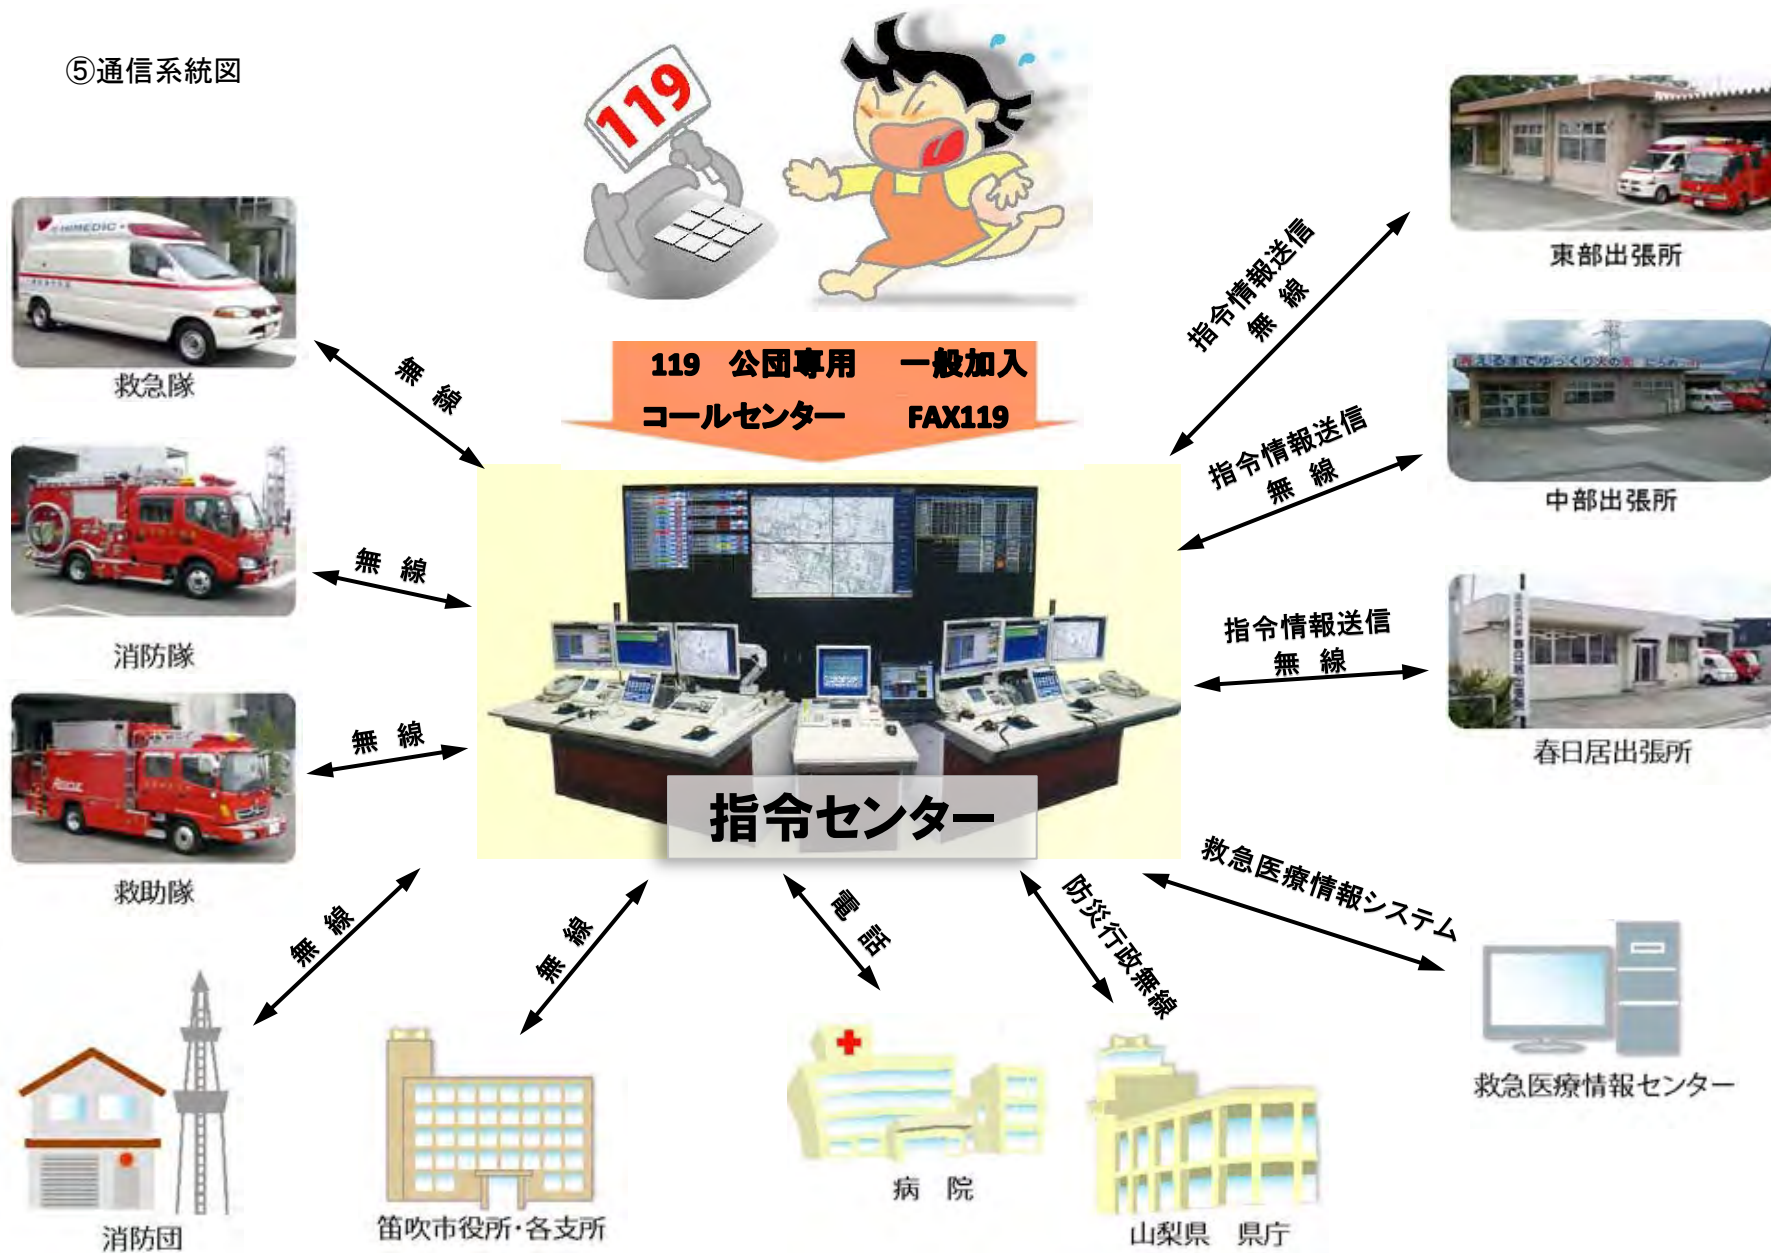 ⑤通信系統図
119
HIMEDIC
救急隊
消防隊
RESCUE
救助隊
119 公団専用 一般加入
コールセンター FAX119
指令センター
無線
無線
無線
無線
無線
電話
防災行政無線
救急医療情報システム
指令情報送信
無線
指令情報送信
無線
指令情報送信
無線
東部出張所
中部出張所
春日居出張所
消防団
笛吹市役所・各支所
病院
山梨県 県庁
救急医療情報センター